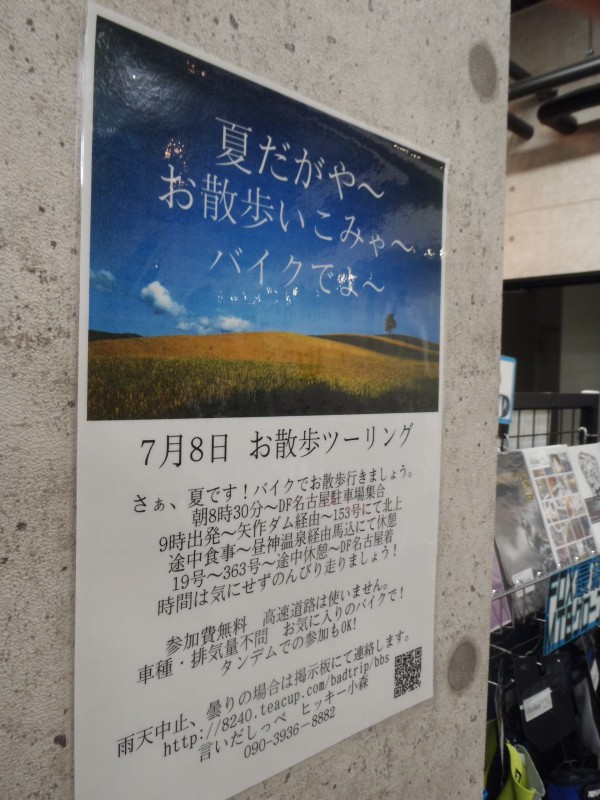 夏だがや~
お散歩いこみゃ~
バイクでよ~
7月8日 お散歩ツーリング
さぁ、夏です!バイクでお散歩行きましょう。
朝8時30分~DF名古屋駐車場集合
9時出発~矢作ダム経由~153号にて北上
途中食事~昼神温泉経由馬込にて休憩
19号~363号~途中休憩~DF名古屋着
時間は気にせずのんびり走りましょう!
参加費無料 高速道路は使いません。
車種・排気量不問 お気に入りのバイクで!
タンデムでの参加もOK!
雨天中止、曇りの場合は掲示板にて連絡します。
http://8240.teacup.com/badtrip/bbs
言いだしっぺ ヒッキー小森
090-3936-8882